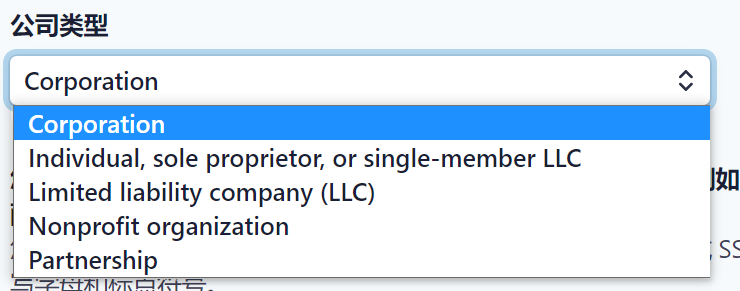 公司类型
Corporation
Corporation
Individual, sole proprietor, or single-member LLC
Limited liability company (LLC)
Nonprofit organization
Partnership